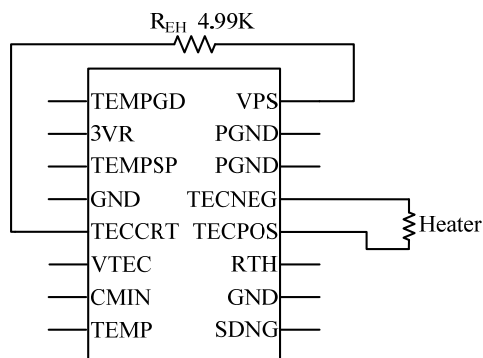 R_EH 4.99K
TEMPGD VPS
3VR PGND
TEMPSP PGND
GND TECNEG
TECCRT TECPOS
Heater
VTEC RTH
CMIN GND
TEMP SDNG